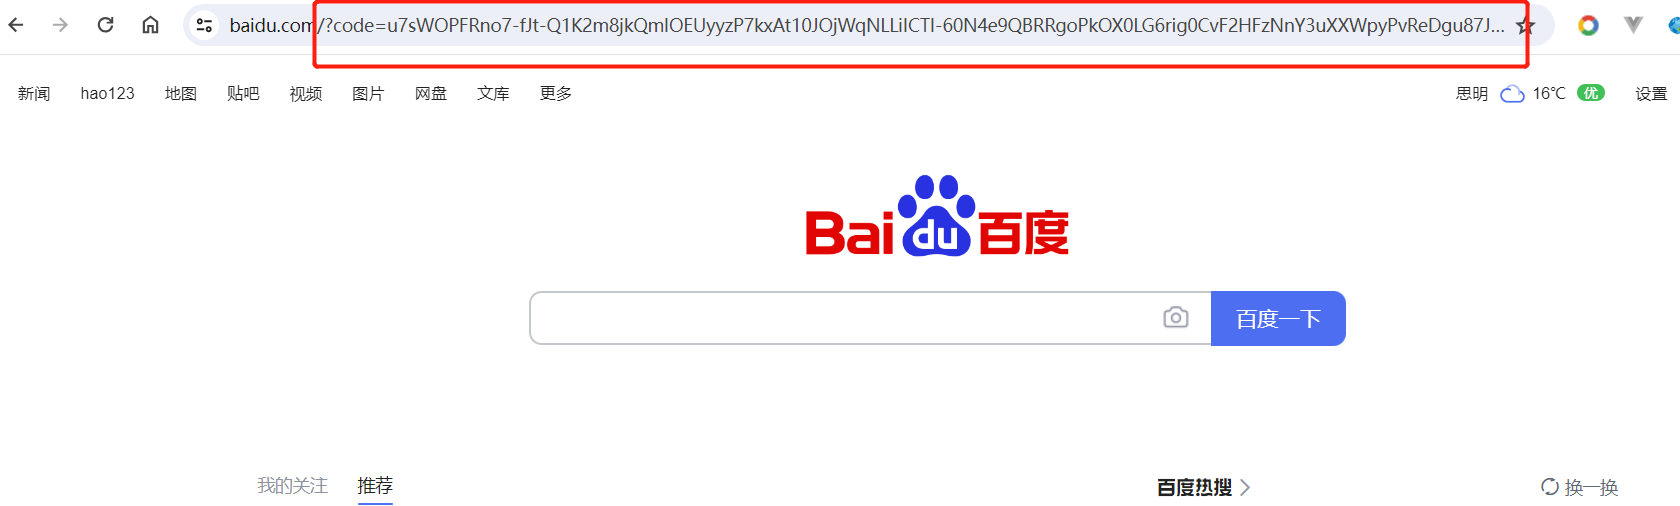 baidu.com/?code=u7sWOPFRno7-fJt-Q1K2m8jkQmlOEUyyzP7kxAt10JOjWqNLLiICTI-60N4e9QBRRgoPkOX0LG6rig0CvF2HFzNnY3uXXWpyPvReDgu87J...
新闻 hao123 地图 贴吧 视频 图片 网盘 文库 更多 思明 16℃ 优 设置
Bai du 百度
百度一下
我的关注 推荐 百度热搜 换一换